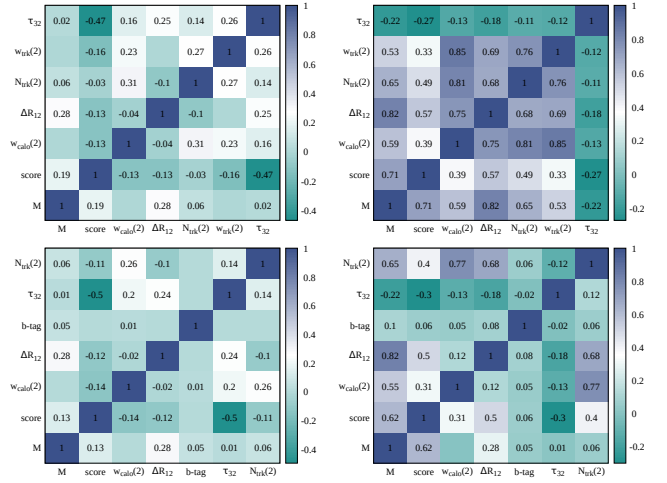 τ32 0.02 -0.47 0.16 0.25 0.14 0.26 1
wtrk(2) -0.16 0.23 0.27 1 0.26
Ntrk(2) 0.06 -0.03 0.31 -0.1 1 0.27 0.14
ΔR12 0.28 -0.13 -0.04 1 -0.1 0.25
wcalo(2) -0.13 1 -0.04 0.31 0.23 0.16
score 0.19 1 -0.13 -0.13 -0.03 -0.16 -0.47
M 1 0.19 0.28 0.06 0.02
M score wcalo(2) ΔR12 Ntrk(2) wtrk(2) τ32
1
0.8
0.6
0.4
0.2
0
-0.2
-0.4
τ32 -0.22 -0.27 -0.13 -0.18 -0.11 -0.12 1
wtrk(2) 0.53 0.33 0.85 0.69 0.76 1 -0.12
Ntrk(2) 0.65 0.49 0.81 0.68 1 0.76 -0.11
ΔR12 0.82 0.57 0.75 1 0.68 0.69 -0.18
wcalo(2) 0.59 0.39 1 0.75 0.81 0.85 -0.13
score 0.71 1 0.39 0.57 0.49 0.33 -0.27
M 1 0.71 0.59 0.82 0.65 0.53 -0.22
M score wcalo(2) ΔR12 Ntrk(2) wtrk(2) τ32
1
0.8
0.6
0.4
0.2
0
-0.2
Ntrk(2) 0.06 -0.11 0.26 -0.1 0.14 1
τ32 0.01 -0.5 0.2 0.24 1 0.14
b-tag 0.05 0.01 1
ΔR12 0.28 -0.12 -0.02 1 0.24 -0.1
wcalo(2) -0.14 1 -0.02 0.01 0.2 0.26
score 0.13 1 -0.14 -0.12 -0.5 -0.11
M 1 0.13 0.28 0.05 0.01 0.06
M score wcalo(2) ΔR12 b-tag τ32 Ntrk(2)
1
0.8
0.6
0.4
0.2
0
-0.2
-0.4
Ntrk(2) 0.65 0.4 0.77 0.68 0.06 -0.12 1
τ32 -0.22 -0.3 -0.13 -0.18 -0.02 1 0.12
b-tag 0.1 0.06 0.05 0.08 1 -0.02 0.06
ΔR12 0.82 0.5 0.12 1 0.08 -0.18 0.68
wcalo(2) 0.55 0.31 1 0.12 0.05 -0.13 0.77
score 0.62 1 0.31 0.5 0.06 -0.3 0.4
M 1 0.62 0.28 0.05 0.01 0.06
M score wcalo(2) ΔR12 b-tag τ32 Ntrk(2)
1
0.8
0.6
0.4
0.2
0
-0.2